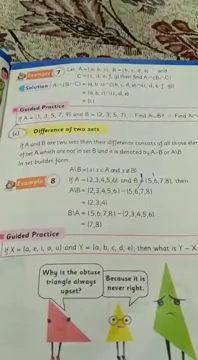 Example 7 Let A = {a, b, c}, B = {b, c, d, e} and
C = {c, d, e, f, g} then find A∩(B∩C)
Solution A∩(B∩C) = {a, b, c}∩({b, c, d, e}∩{c, d, e, f, g})
= {a, b, c}∩{c, d, e}
= {c}
Guided Practice
If A = {1, 3, 5, 7, 9} and B = {2, 3, 5, 7}, Find A∩B? Find A∩
Difference of two sets
If A and B are two sets then their difference consists of all those elem
of set A which are not in set B and it is denoted by A-B or A\B
In set-builder form.
A\B = {x: x∈A and x∉B}
Example 8 If A = {2,3,4,5,6} and B = {5,6,7,8}, then
A\B = {2,3,4,5,6} - {5,6,7,8}
= {2,3,4}
B\A = {5,6,7,8} - {2,3,4,5,6}
= {7,8}
Guided Practice
If X = {a, e, i, o, u} and Y = {a, b, c, d, e}, then what is Y - X
Why is the obtuse
triangle always
upset?
Because it is
never right.